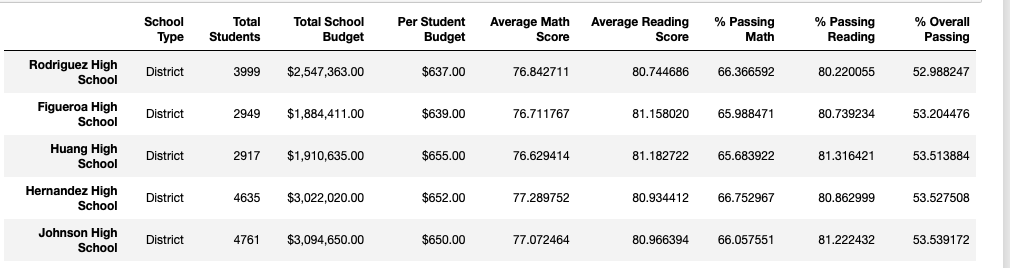 School Type Total Students Total School Budget Per Student Budget Average Math Score Average Reading Score % Passing Math % Passing Reading % Overall Passing
Rodriguez High School District 3999 $2,547,363.00 $637.00 76.842711 80.744686 66.366592 80.220055 52.988247
Figueroa High School District 2949 $1,884,411.00 $639.00 76.711767 81.158020 65.988471 80.739234 53.204476
Huang High School District 2917 $1,910,635.00 $655.00 76.629414 81.182722 65.683922 81.316421 53.513884
Hernandez High School District 4635 $3,022,020.00 $652.00 77.289752 80.934412 66.752967 80.862999 53.527508
Johnson High School District 4761 $3,094,650.00 $650.00 77.072464 80.966394 66.057551 81.222432 53.539172